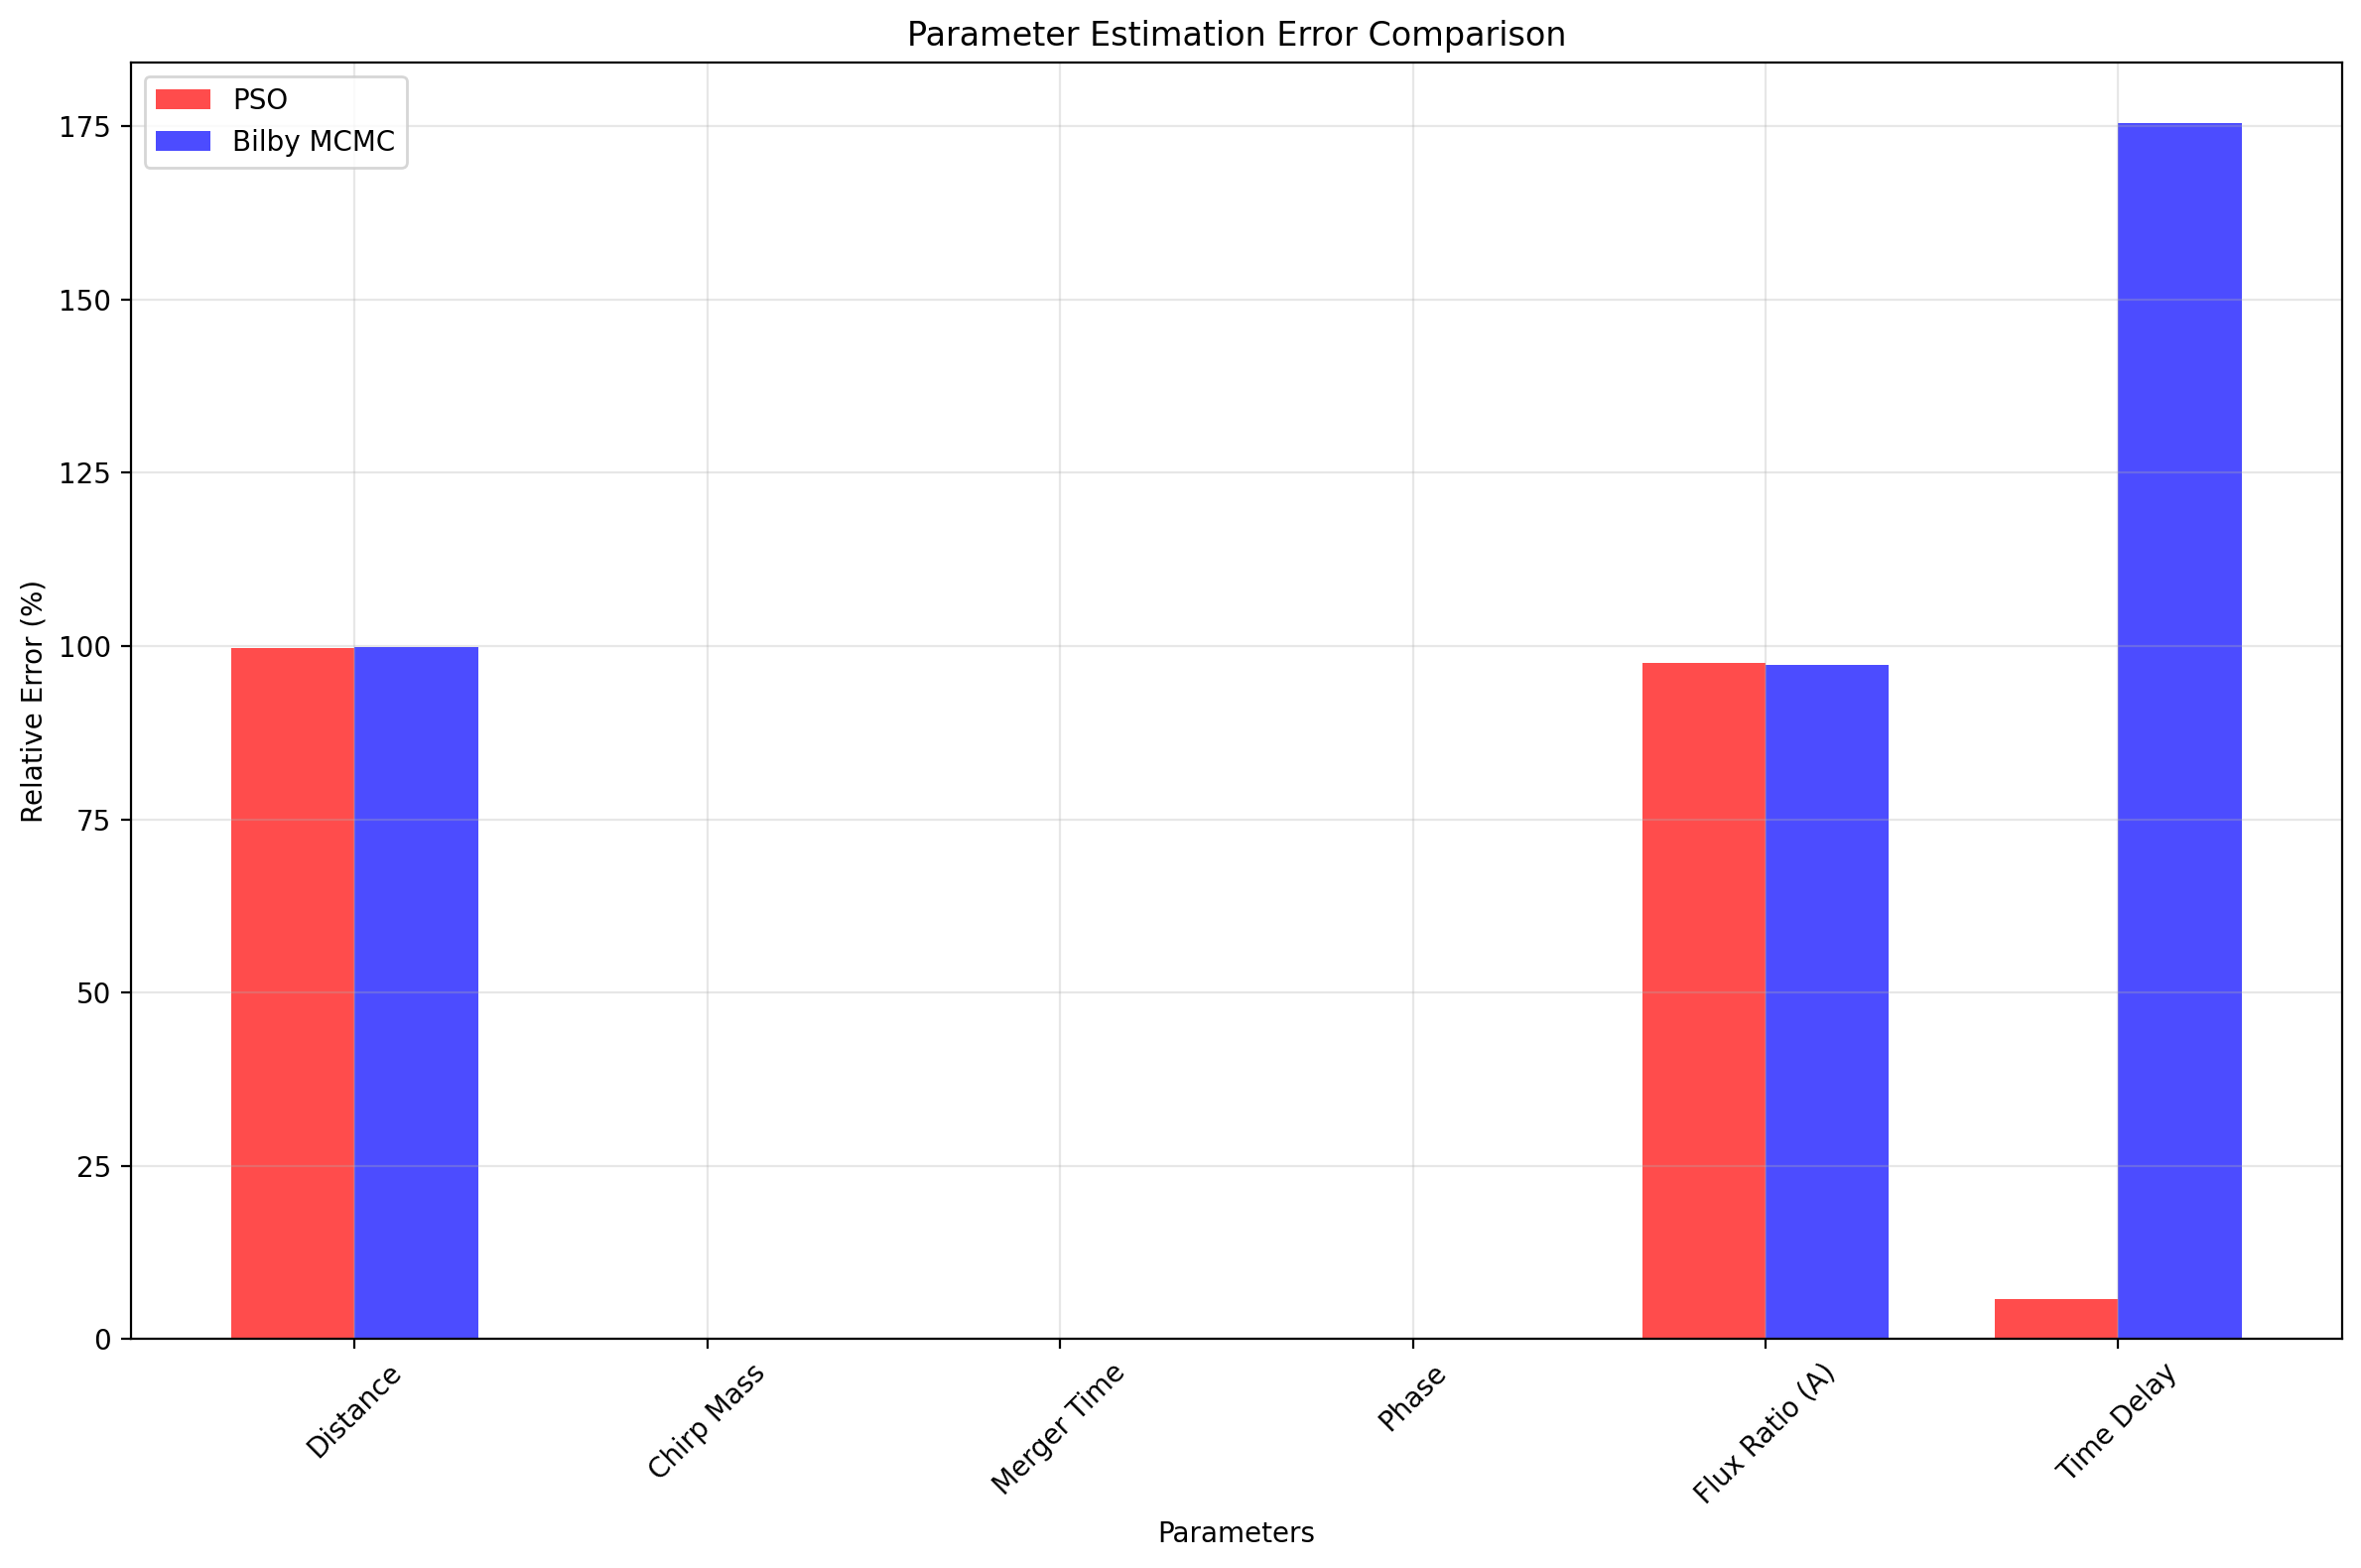 Parameter Estimation Error Comparison
PSO
Bilby MCMC
Relative Error (%)
175
150
125
100
75
50
25
0
Distance
Chirp Mass
Merger Time
Phase
Flux Ratio (A)
Time Delay
Parameters